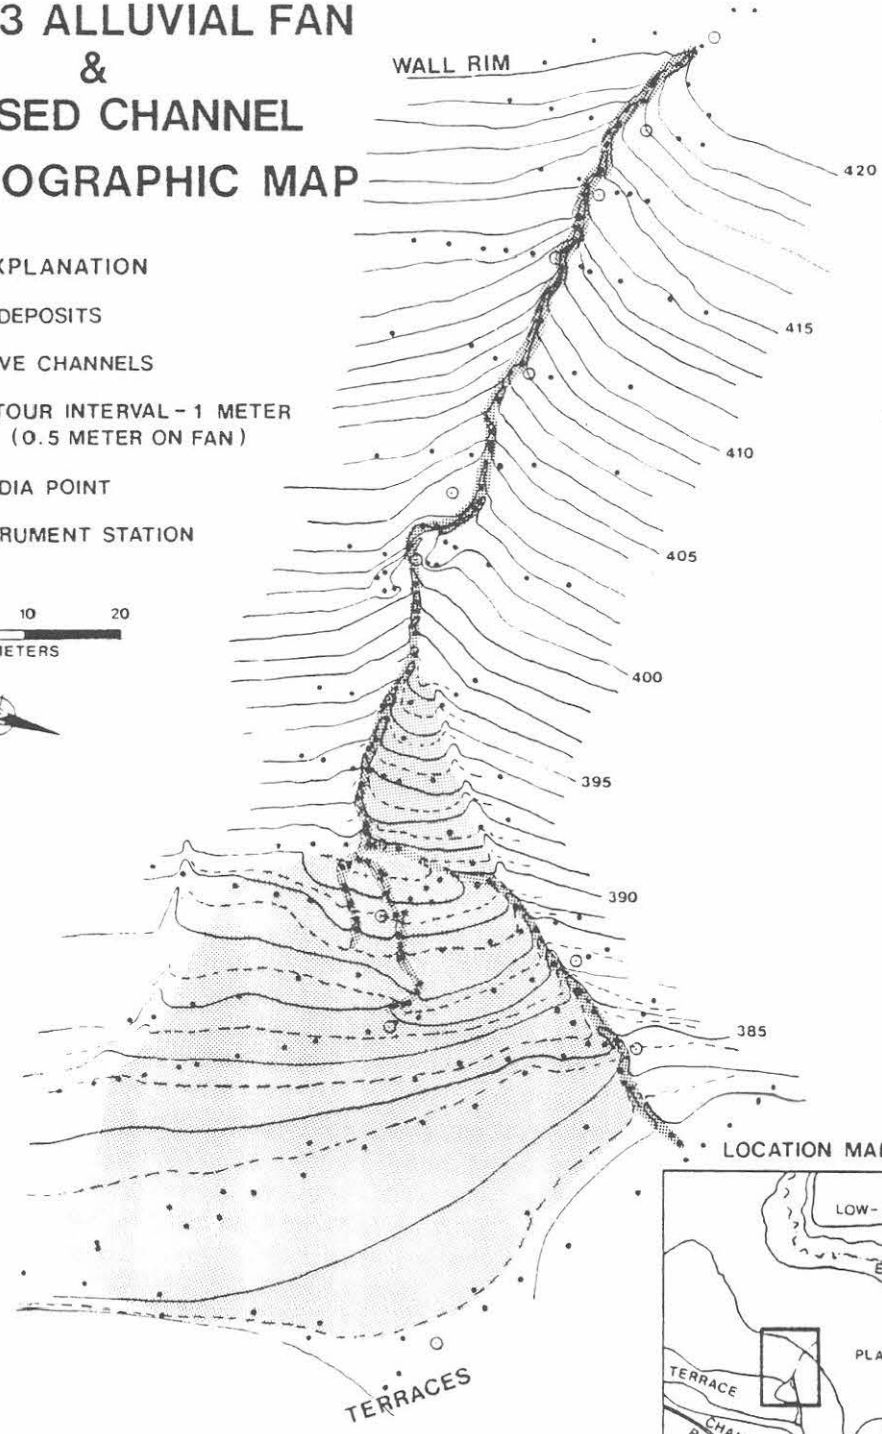 3 ALLUVIAL FAN
&
SED CHANNEL
OGRAPHIC MAP
XPLANATION
DEPOSITS
VE CHANNELS
TOUR INTERVAL - 1 METER
(0.5 METER ON FAN)
DIA POINT
RUMENT STATION
10 20
METERS
WALL RIM
420
415
410
405
400
395
390
385
TERRACES
LOCATION MA
LOW-
PLA
TERRACE